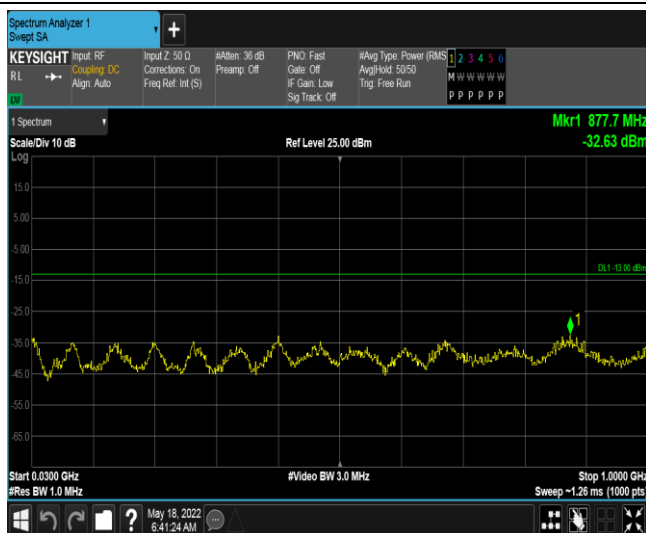 Spectrum Analyzer 1
Swept SA
KEYSIGHT
RL
Input: RF
Coupling: DC
Align: Auto
Input Z: 50 Ω
Corrections: On
Freq Ref: Int (S)
#Atten: 36 dB
Preamp: Off
PNO: Fast
Gate: Off
IF Gain: Low
Sig Track: Off
#Avg Type: Power (RMS
Avg|Hold: 50/50
Trig: Free Run
1 2 3 4 5 6
M W W W W W
P P P P P P
1 Spectrum
Mkr1 877.7 MHz
Scale/Div 10 dB
Ref Level 25.00 dBm
-32.63 dBm
Log
15.0
5.00
-5.00
DL1 -13.00 dBm
-15.0
-25.0
1
-35.0
-45.0
-55.0
-65.0
Start 0.0300 GHz
#Video BW 3.0 MHz
Stop 1.0000 GHz
#Res BW 1.0 MHz
Sweep ~1.26 ms (1000 pts)
?
May 18, 2022
6:41:24 AM